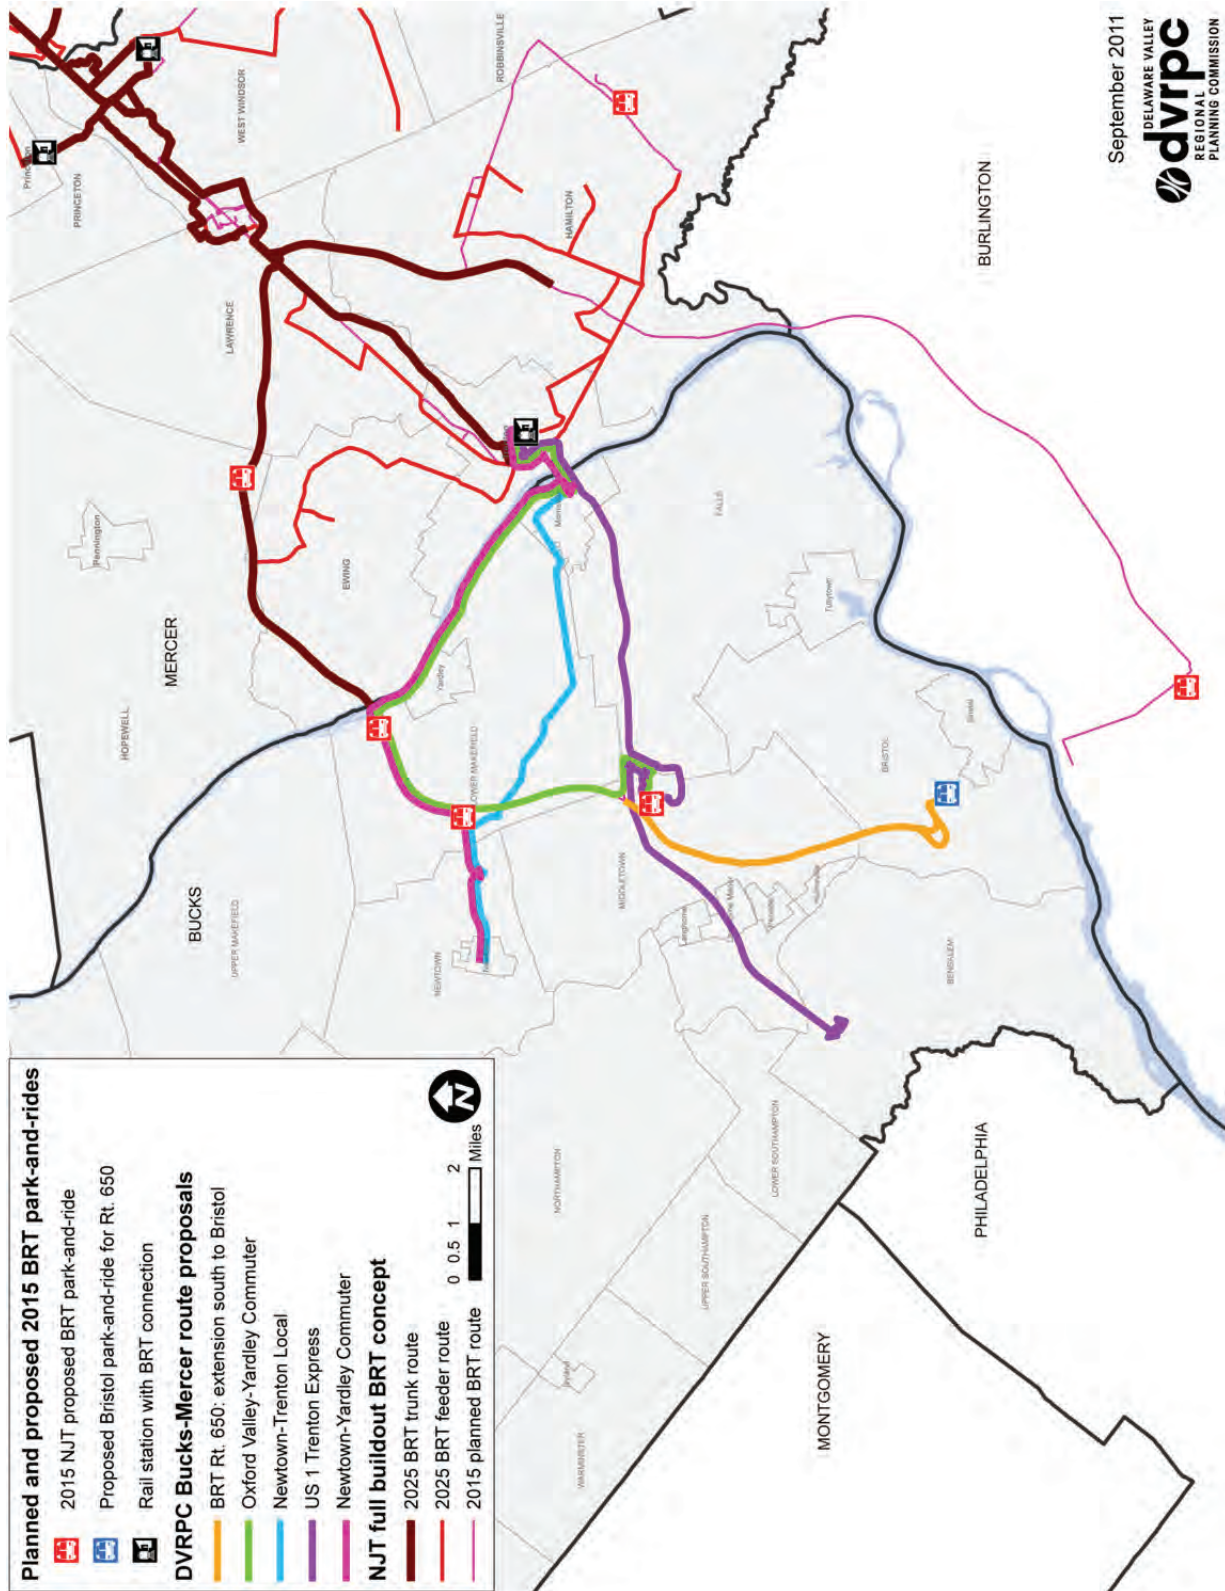 Planned and proposed 2015 BRT park-and-rides
2015 NJT proposed BRT park-and-ride
Proposed Bristol park-and-ride for Rt. 650
Rail station with BRT connection
DVRPC Bucks-Mercer route proposals
BRT Rt. 650: extension south to Bristol
Oxford Valley-Yardley Commuter
Newtown-Trenton Local
US 1 Trenton Express
Newtown-Yardley Commuter
NJT full buildout BRT concept
2025 BRT trunk route
2025 BRT feeder route
2015 planned BRT route
0 0.5 1 2
Miles
N
BUCKS
UPPER MAKEFIELD
HOPEWELL
MERCER
Pennington
LAWRENCE
PRINCETON
Princeton
WEST WINDSOR
ROBBINSVILLE
HAMILTON
EWING
Yardley
LOWER MAKEFIELD
NEWTOWN
NORTHAMPTON
WARMINSTER
UPPER SOUTHAMPTON
LOWER SOUTHAMPTON
MIDDLETOWN
Langhorne
FALLS
Tullytown
BRISTOL
Bristol
BENSALEM
MONTGOMERY
PHILADELPHIA
BURLINGTON
September 2011
dvrpc
DELAWARE VALLEY
REGIONAL
PLANNING COMMISSION